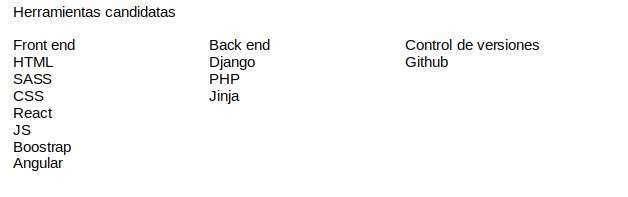 Herramientas candidatas
Front end
HTML
SASS
CSS
React
JS
Boostrap
Angular
Back end
Django
PHP
Jinja
Control de versiones
Github